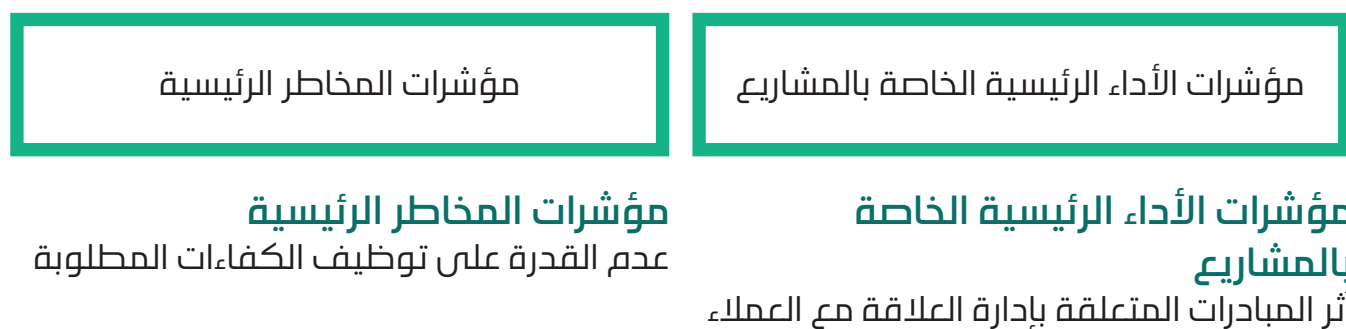 مؤشرات الأداء الرئيسية الخاصة بالمشاريع
مؤشرات المخاطر الرئيسية
مؤشرات الأداء الرئيسية الخاصة
بالمشاريع
أثر المبادرات المتعلقة بإدارة العلاقة مع العملاء
مؤشرات المخاطر الرئيسية
عدم القدرة على توظيف الكفاءات المطلوبة